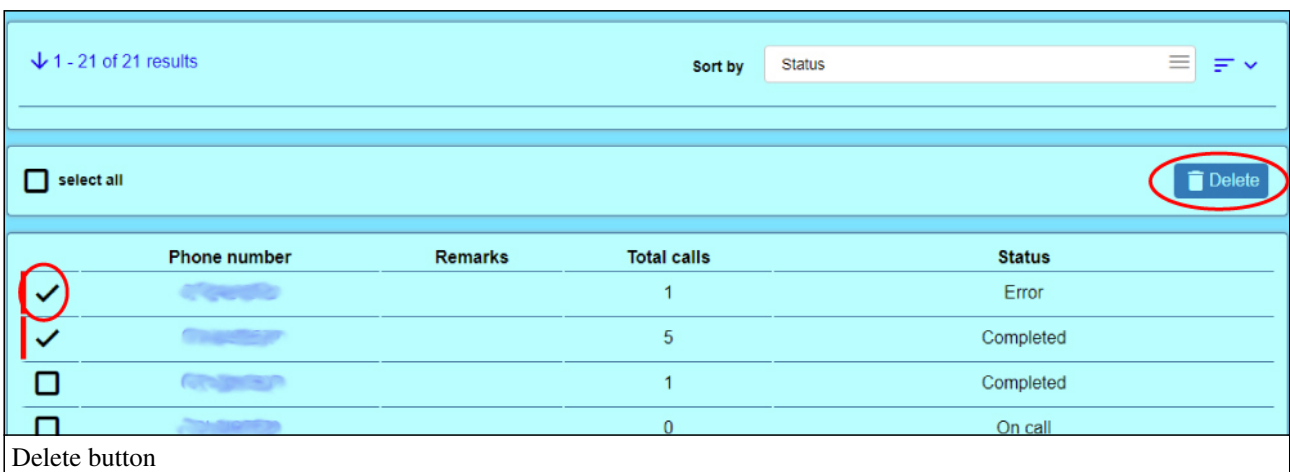 1 - 21 of 21 results
Sort by Status
select all Delete
Phone number Remarks Total calls Status
1 Error
5 Completed
1 Completed
0 On call
Delete button